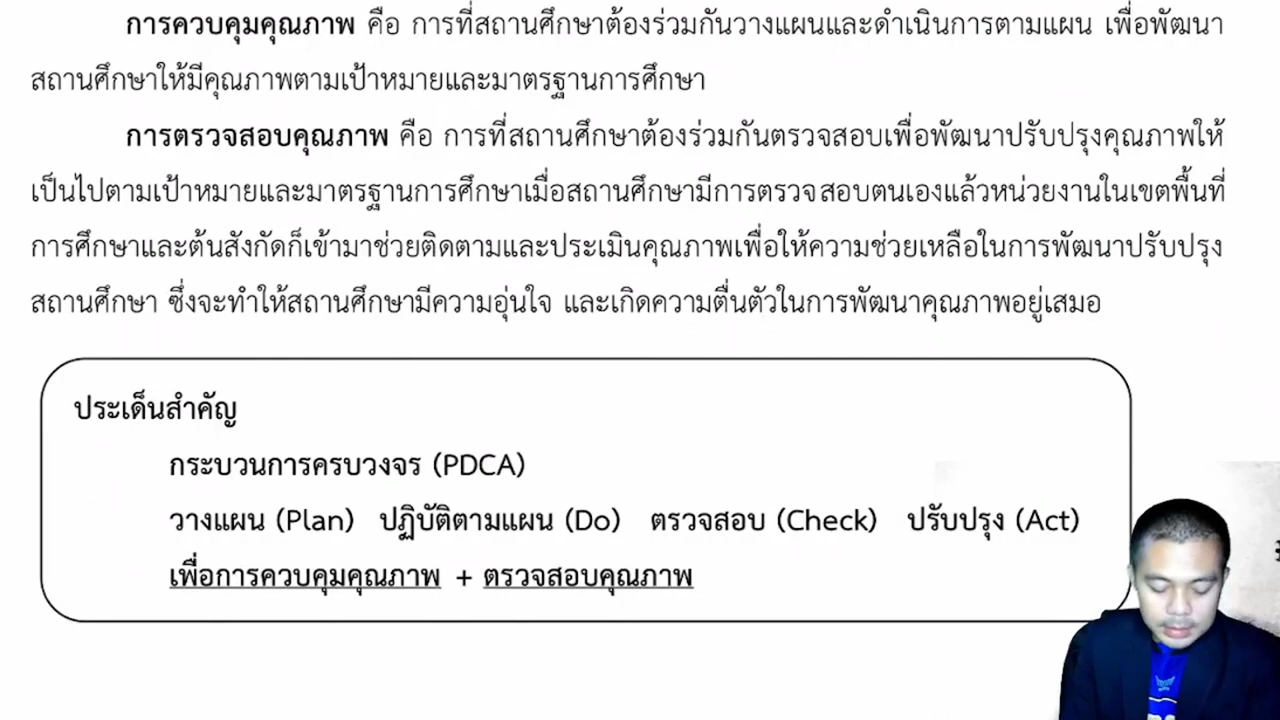 การควบคุมคุณภาพ คือ การที่สถานศึกษาต้องร่วมกันวางแผนและดำเนินการตามแผน เพื่อพัฒนา
สถานศึกษาให้มีคุณภาพตามเป้าหมายและมาตรฐานการศึกษา
การตรวจสอบคุณภาพ คือ การที่สถานศึกษาต้องร่วมกันตรวจสอบเพื่อพัฒนาปรับปรุงคุณภาพให้
เป็นไปตามเป้าหมายและมาตรฐานการศึกษาเมื่อสถานศึกษามีการตรวจสอบตนเองแล้วหน่วยงานในเขตพื้นที่
การศึกษาและต้นสังกัดก็เข้ามาช่วยติดตามและประเมินคุณภาพเพื่อให้ความช่วยเหลือในการพัฒนาปรับปรุง
สถานศึกษา ซึ่งจะทำให้สถานศึกษามีความอุ่นใจ และเกิดความตื่นตัวในการพัฒนาคุณภาพอยู่เสมอ
ประเด็นสำคัญ
กระบวนการครบวงจร (PDCA)
วางแผน (Plan) ปฏิบัติตามแผน (Do) ตรวจสอบ (Check) ปรับปรุง (Act)
เพื่อการควบคุมคุณภาพ + ตรวจสอบคุณภาพ